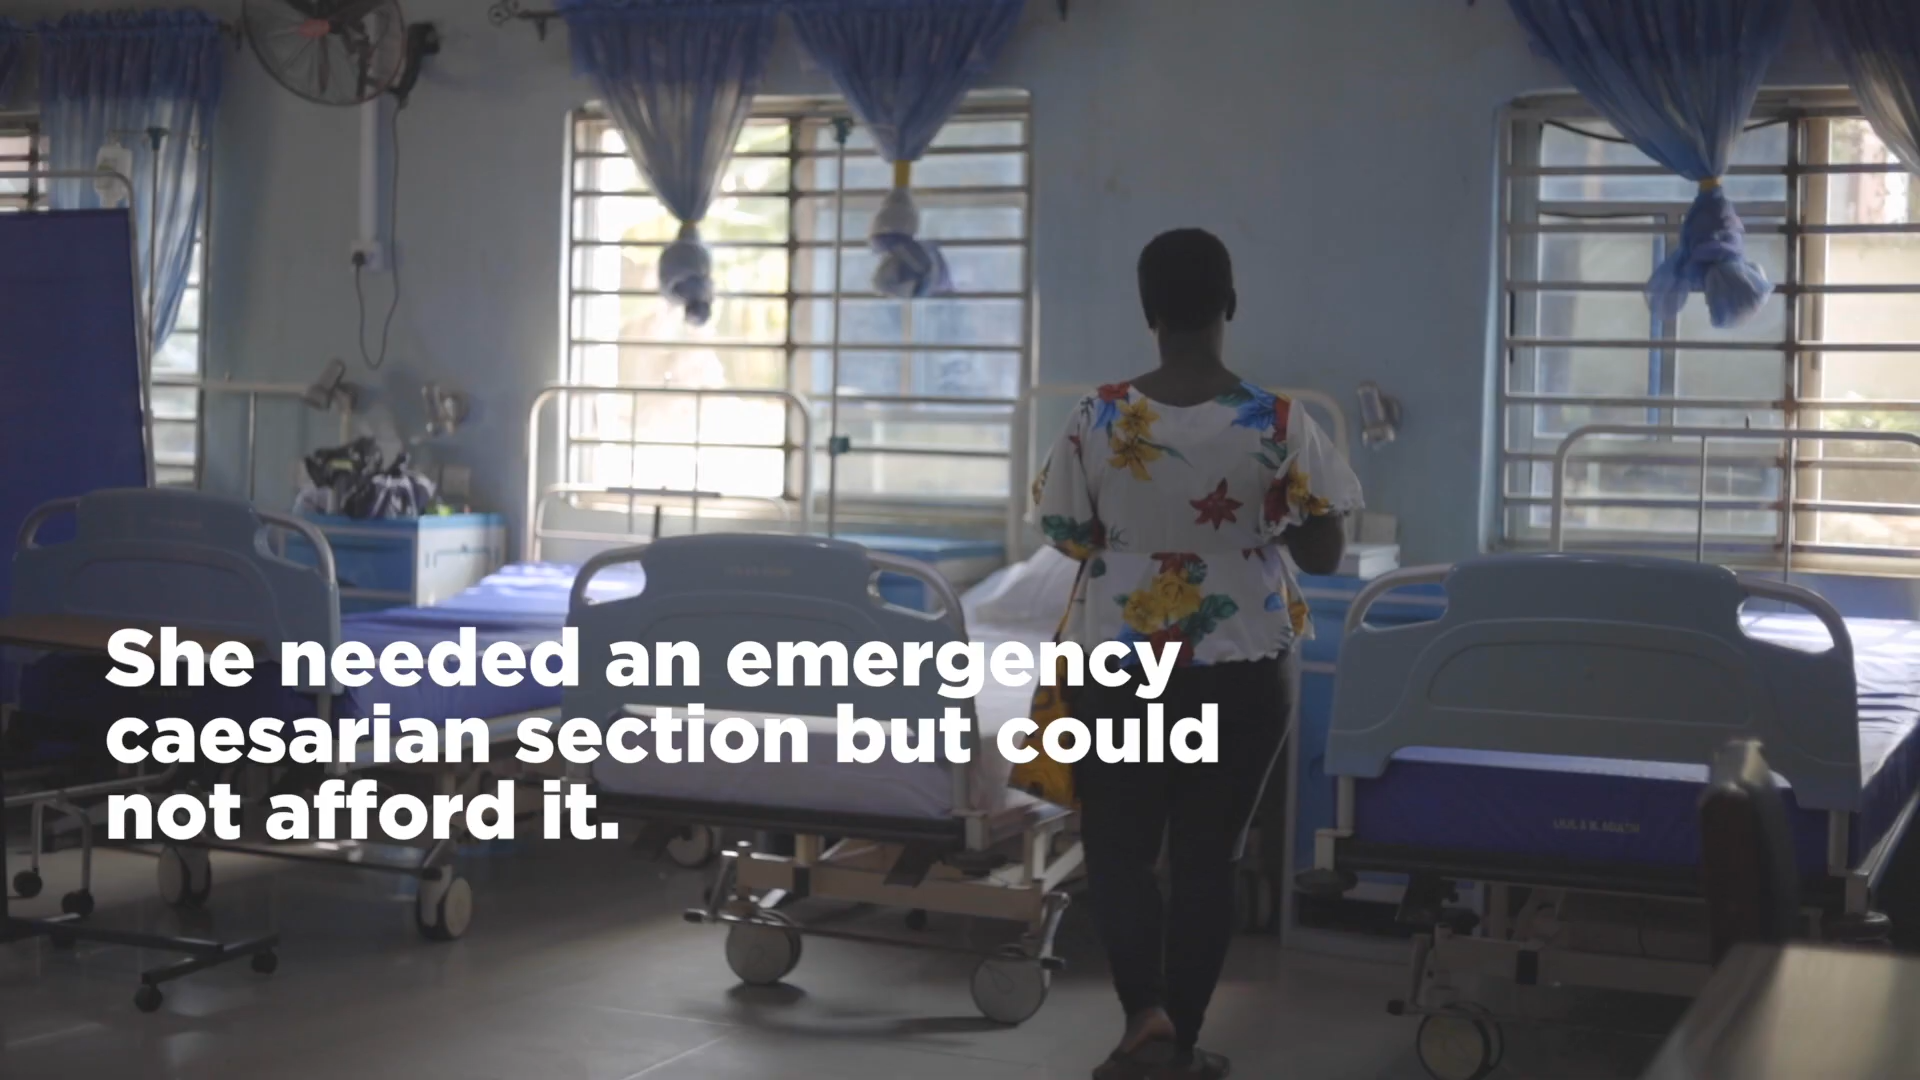 She needed an emergency
caesarian section but could
not afford it.